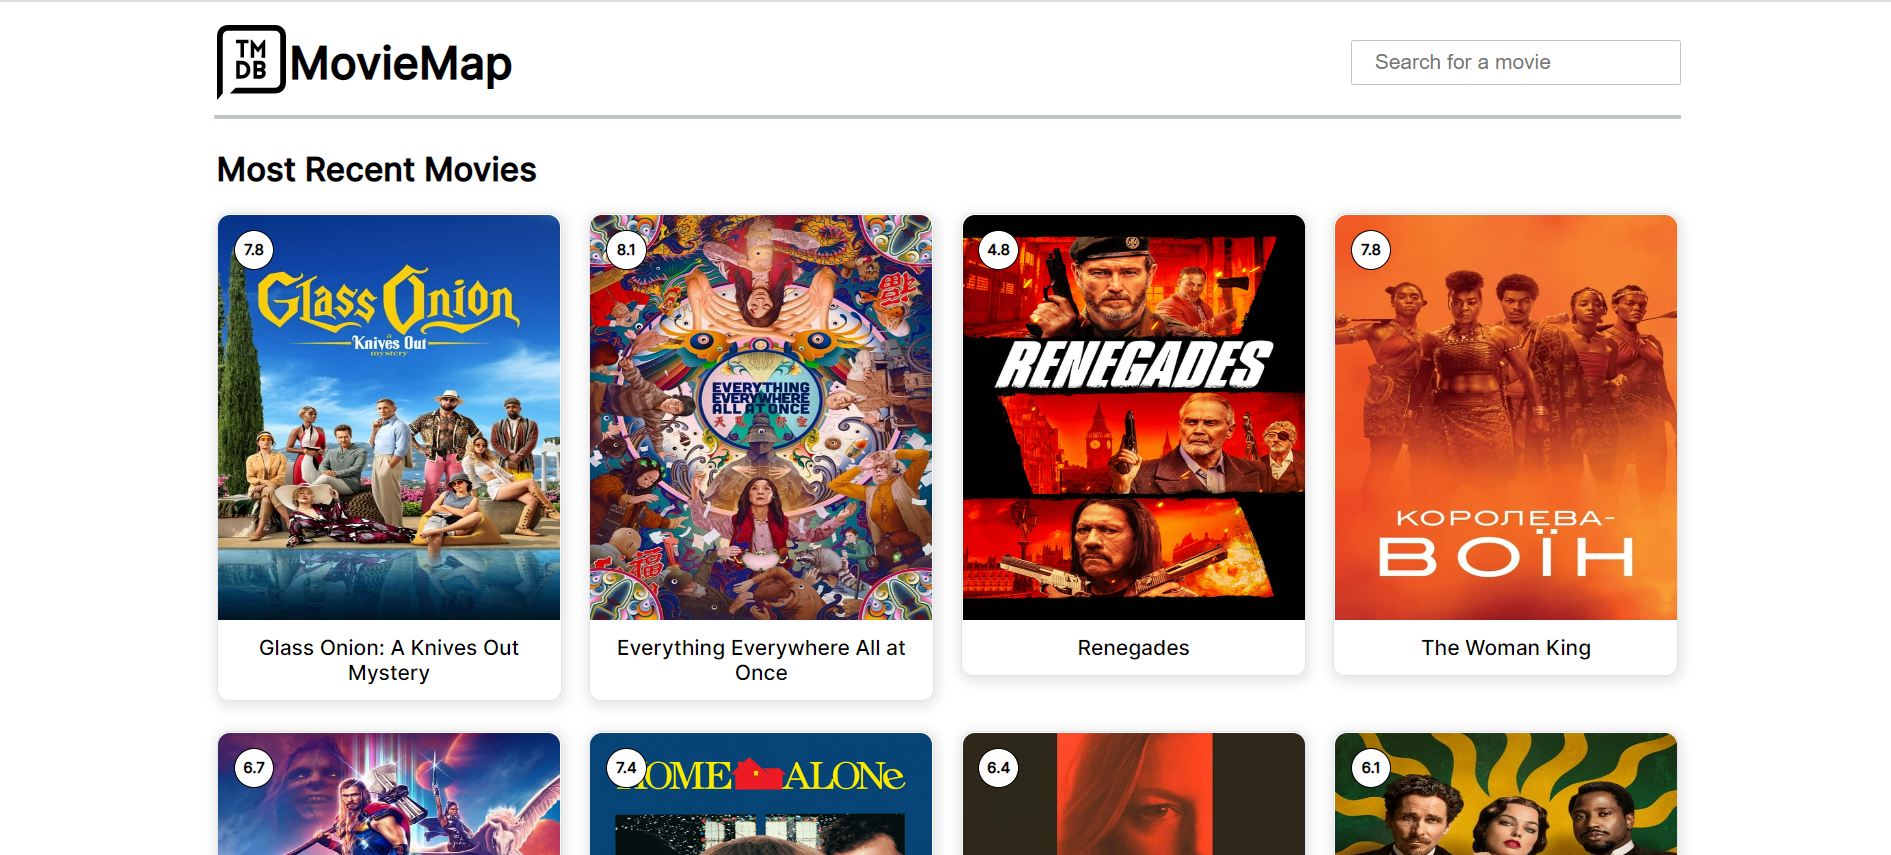 TM
DB
MovieMap
Search for a movie
Most Recent Movies
7.8
Glass Onion
a
Knives Out
mystery
Glass Onion: A Knives Out
Mystery
8.1
EVERYTHING
EVERYWHERE
ALL AT ONCE
福
Everything Everywhere All at
Once
4.8
RENEGADES
Renegades
7.8
КОРОЛЕВА-
ВОЇН
The Woman King
6.7
7.4
HOME ALONe
6.4
6.1